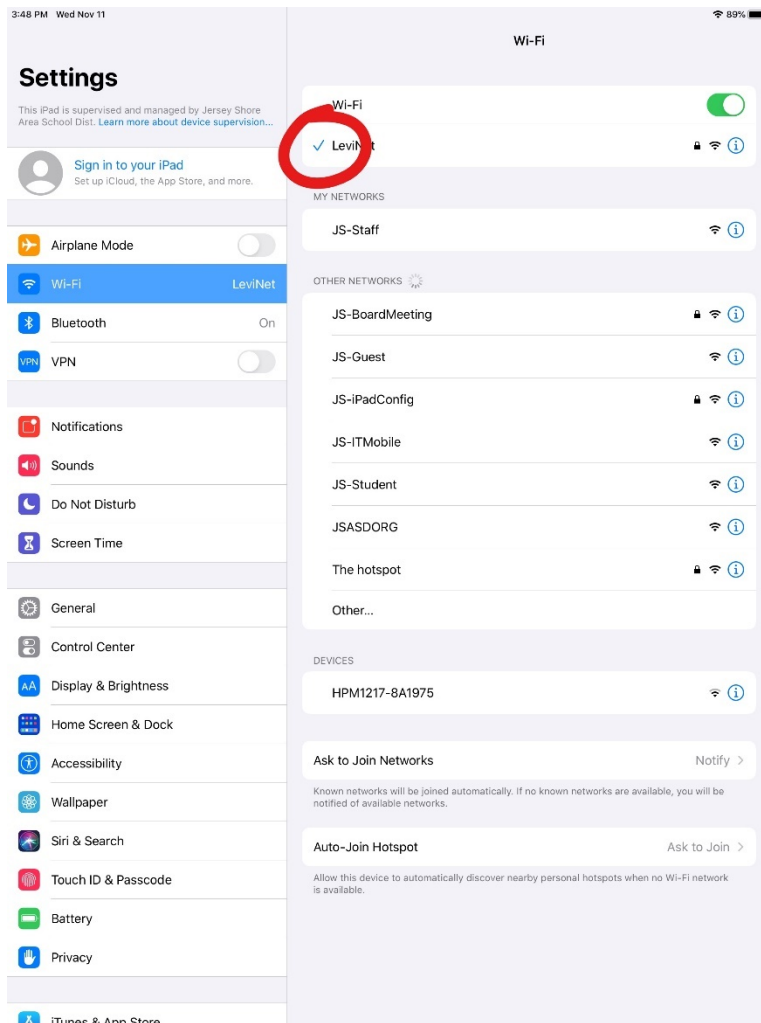 3:48 PM Wed Nov 11
89%
Settings
This iPad is supervised and managed by Jersey Shore
Area School Dist. Learn more about device supervision...
Sign in to your iPad
Set up iCloud, the App Store, and more.
Airplane Mode
Wi-Fi LeviNet
Bluetooth On
VPN VPN
Notifications
Sounds
Do Not Disturb
Screen Time
General
Control Center
AA Display & Brightness
Home Screen & Dock
Accessibility
Wallpaper
Siri & Search
Touch ID & Passcode
Battery
Privacy
iTunes & App Store
Wi-Fi
Wi-Fi
LeviNet
MY NETWORKS
JS-Staff
OTHER NETWORKS
JS-BoardMeeting
JS-Guest
JS-iPadConfig
JS-ITMobile
JS-Student
JSASDORG
The hotspot
Other...
DEVICES
HPM1217-8A1975
Ask to Join Networks Notify >
Known networks will be joined automatically. If no known networks are available, you will be
notified of available networks.
Auto-Join Hotspot Ask to Join >
Allow this device to automatically discover nearby personal hotspots when no Wi-Fi network
is available.